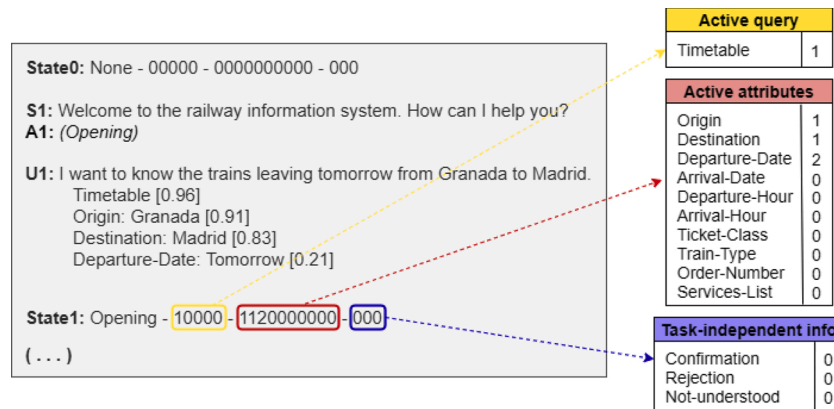 State0: None - 00000 - 0000000000 - 000
S1: Welcome to the railway information system. How can I help you?
A1: (Opening)
U1: I want to know the trains leaving tomorrow from Granada to Madrid.
Timetable [0.96]
Origin: Granada [0.91]
Destination: Madrid [0.83]
Departure-Date: Tomorrow [0.21]
State1: Opening - 10000 - 1120000000 - 000
(...)
Active query
Timetable 1
Active attributes
Origin 1
Destination 1
Departure-Date 2
Arrival-Date 0
Departure-Hour 0
Arrival-Hour 0
Ticket-Class 0
Train-Type 0
Order-Number 0
Services-List 0
Task-independent info
Confirmation 0
Rejection 0
Not-understood 0